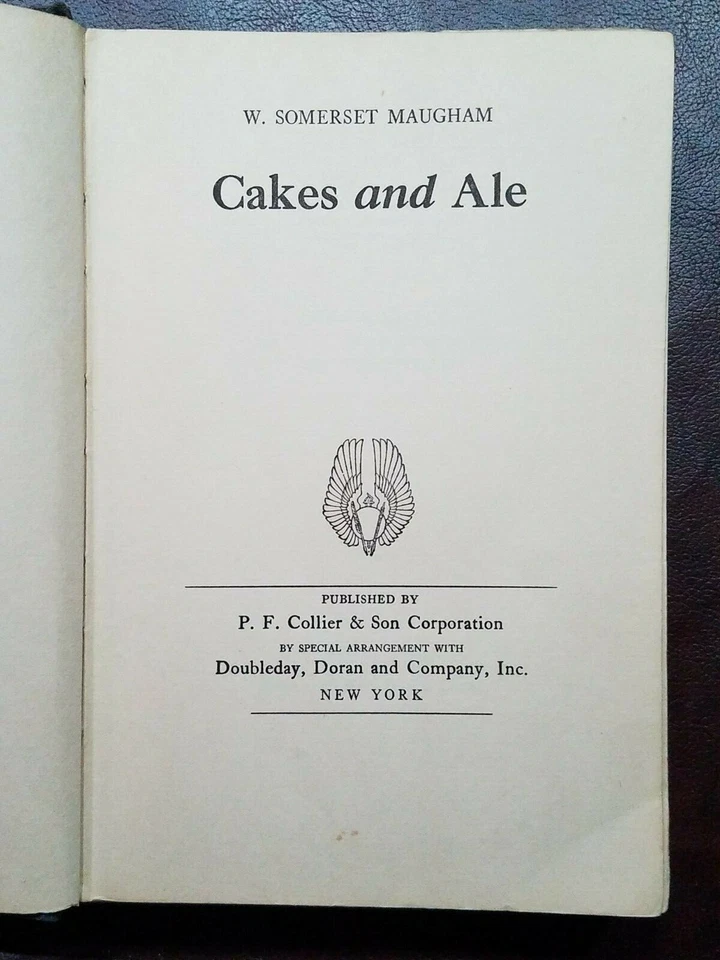 W. SOMERSET MAUGHAM
Cakes and Ale
PUBLISHED BY
P. F. Collier & Son Corporation
BY SPECIAL ARRANGEMENT WITH
Doubleday, Doran and Company, Inc.
NEW YORK